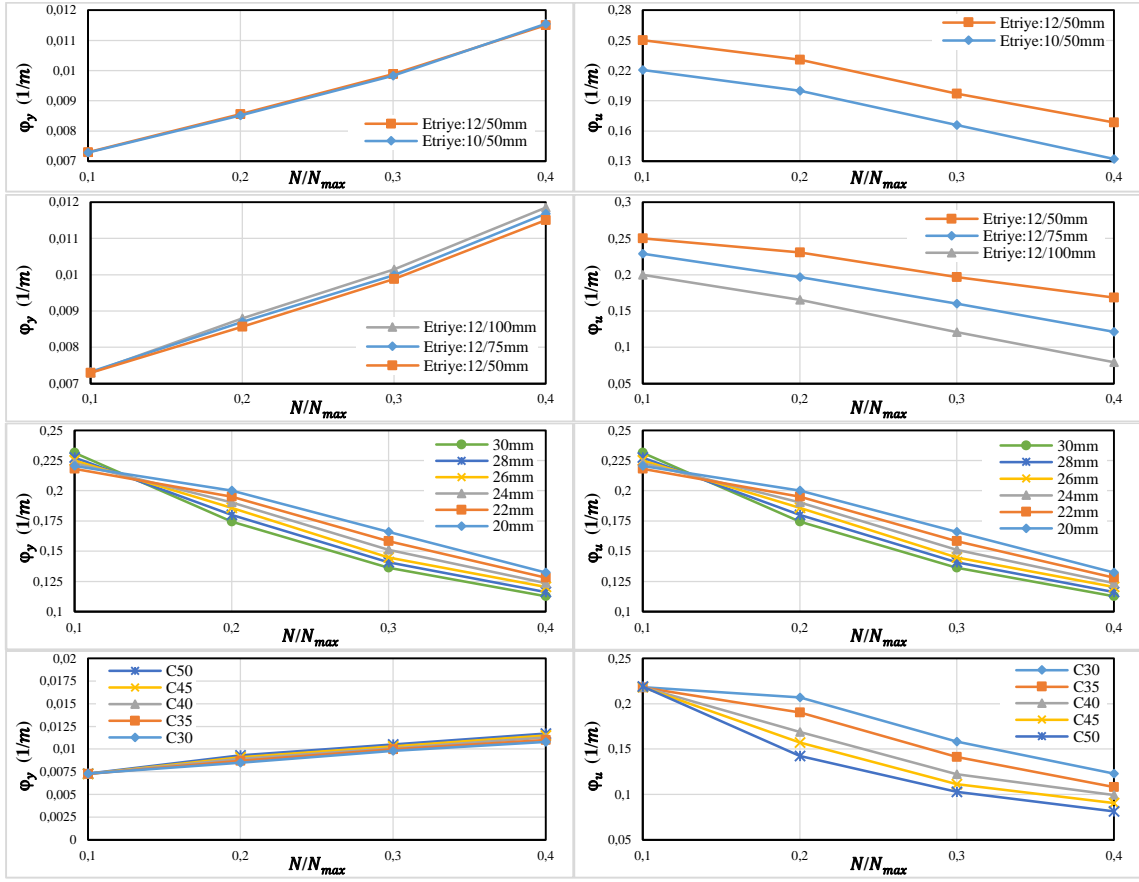 0,012
0,011
0,01
0,009
0,008
0,007
φy (1/m)
Etriye:12/50mm
Etriye:10/50mm
0,1 0,2 0,3 0,4
N/Nmax
0,28
0,25
0,22
0,19
0,16
0,13
φu (1/m)
Etriye:12/50mm
Etriye:10/50mm
0,1 0,2 0,3 0,4
N/Nmax
0,012
0,011
0,01
0,009
0,008
0,007
φy (1/m)
Etriye:12/100mm
Etriye:12/75mm
Etriye:12/50mm
0,1 0,2 0,3 0,4
N/Nmax
0,3
0,25
0,2
0,15
0,1
0,05
φu (1/m)
Etriye:12/50mm
Etriye:12/75mm
Etriye:12/100mm
0,1 0,2 0,3 0,4
N/Nmax
0,25
0,225
0,2
0,175
0,15
0,125
0,1
φy (1/m)
30mm
28mm
26mm
24mm
22mm
20mm
0,1 0,2 0,3 0,4
N/Nmax
0,25
0,225
0,2
0,175
0,15
0,125
0,1
φu (1/m)
30mm
28mm
26mm
24mm
22mm
20mm
0,1 0,2 0,3 0,4
N/Nmax
0,02
0,0175
0,015
0,0125
0,01
0,0075
0,005
0,0025
0
φy (1/m)
C50
C45
C40
C35
C30
0,1 0,2 0,3 0,4
N/Nmax
0,25
0,2
0,15
0,1
0,05
φu (1/m)
C30
C35
C40
C45
C50
0,1 0,2 0,3 0,4
N/Nmax